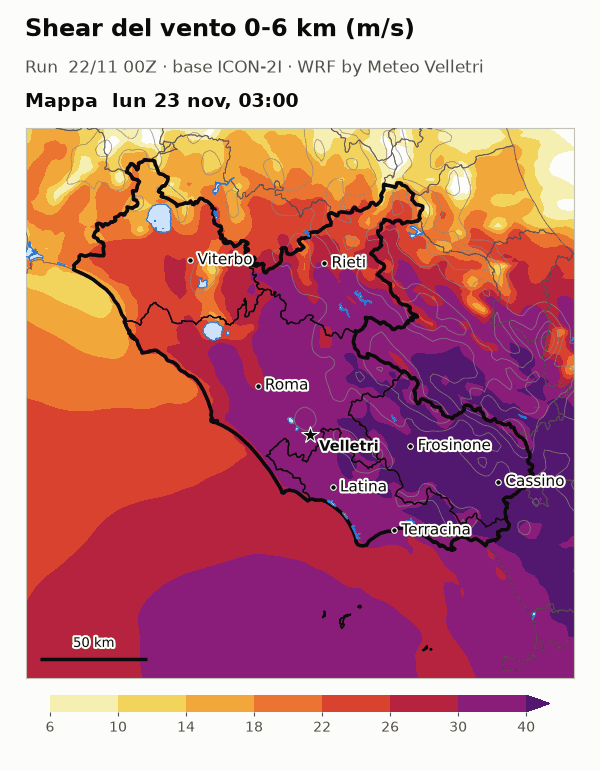 Shear del vento 0-6 km (m/s)
Run  22/11 00Z · base ICON-2I · WRF by Meteo Velletri
Mappa  lun 23 nov, 03:00
Viterbo
Rieti
Roma
Velletri
Frosinone
Cassino
Latina
Terracina
50 km
6 10 14 18 22 26 30 40